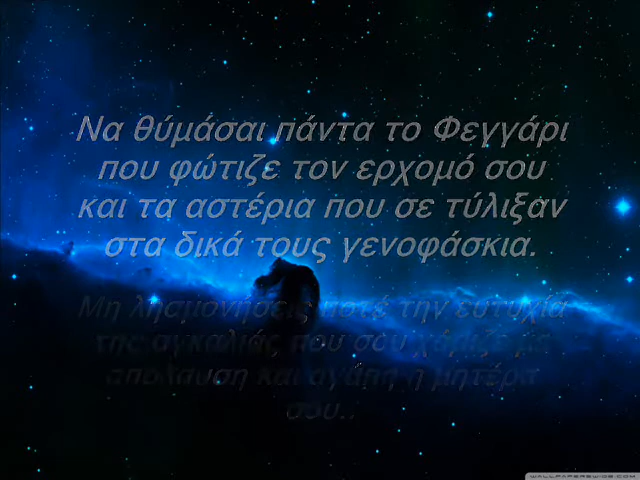 Να θύμάσαι πάντα το Φεγγάρι
που φώτιζε τον ερχομό σου
και τα αστέρια που σε τύλιξαν
στα δικά τους γενοφάσκια.
Μη λησμονήσεις ποτέ την ευτυχία
της αγκαλιάς που σου χάριζε με
απόλαυση και αγάπη η μητέρα
σου..